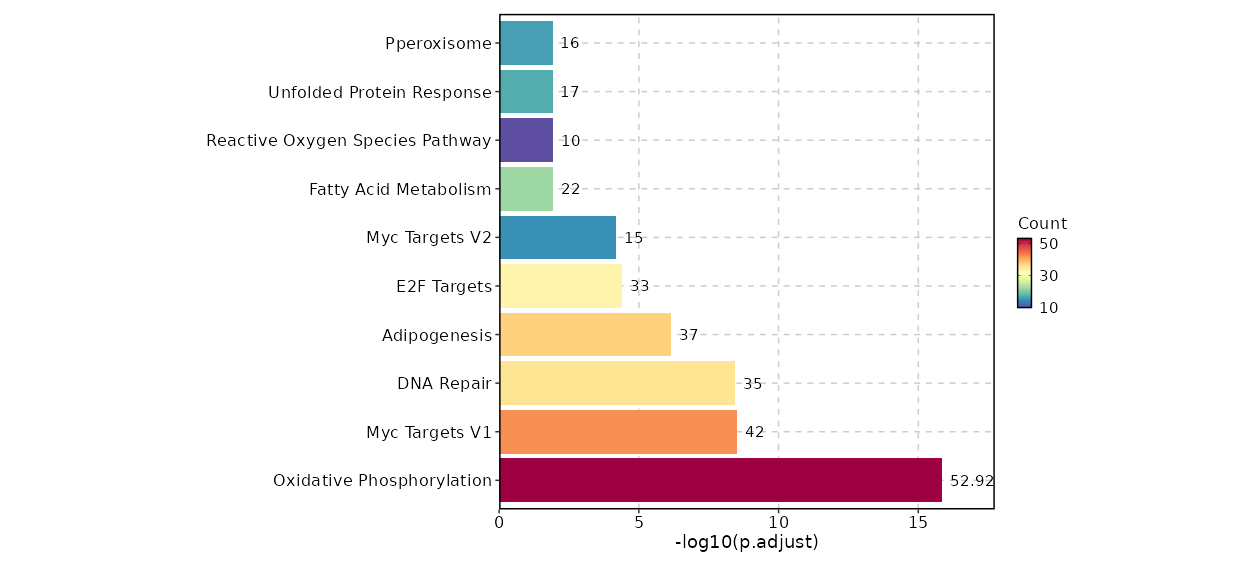 Pperoxisome 16
Unfolded Protein Response 17
Reactive Oxygen Species Pathway 10
Fatty Acid Metabolism 22
Myc Targets V2 15
E2F Targets 33
Adipogenesis 37
DNA Repair 35
Myc Targets V1 42
Oxidative Phosphorylation 52.92
0 5 10 15
-log10(p.adjust)
Count
50
30
10